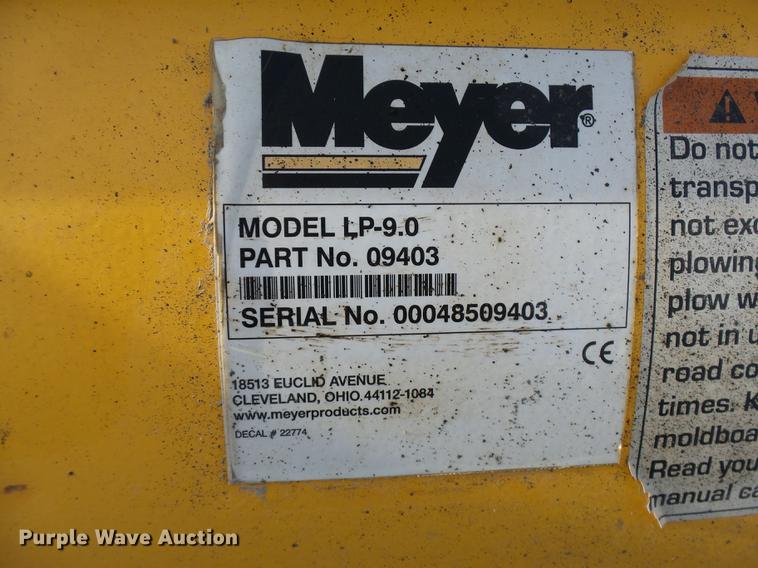 Meyer®
MODEL LP-9.0
PART No. 09403
SERIAL No. 00048509403
CE
18513 EUCLID AVENUE
CLEVELAND, OHIO 44112-1084
www.meyerproducts.com
DECAL # 22774
Do not
transp
not exc
plowing
plow w
not in u
road co
times. K
moldboa
Read you
manual ca
Purple Wave Auction